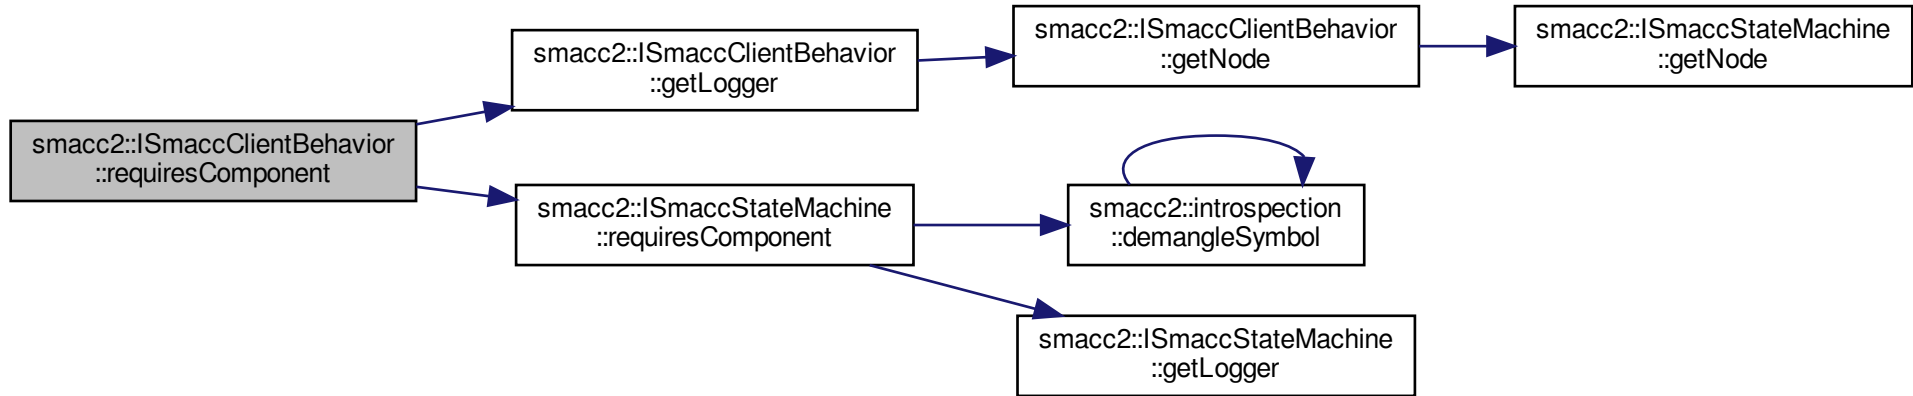 smacc2::ISmaccClientBehavior
::requiresComponent
smacc2::ISmaccClientBehavior
::getLogger
smacc2::ISmaccClientBehavior
::getNode
smacc2::ISmaccStateMachine
::getNode
smacc2::ISmaccStateMachine
::requiresComponent
smacc2::introspection
::demangleSymbol
smacc2::ISmaccStateMachine
::getLogger